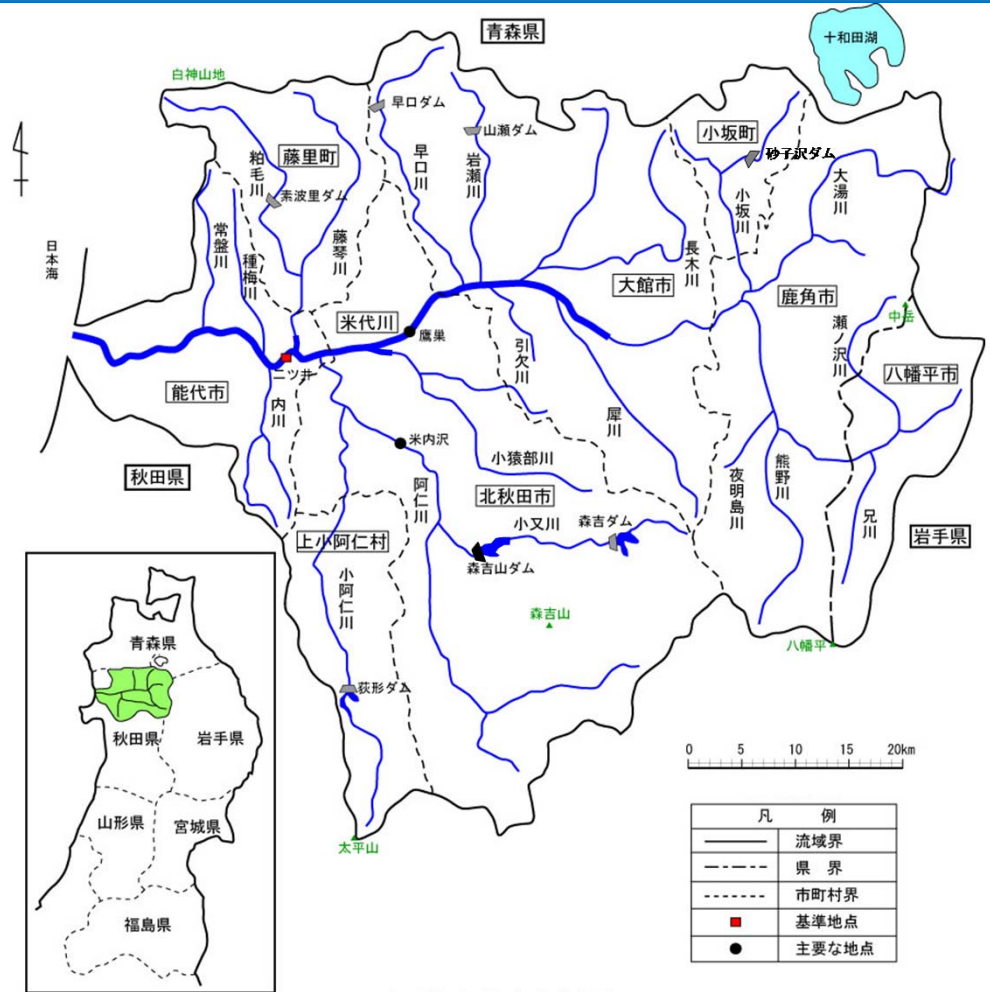 青森県
十和田湖
白神山地
早口ダム
山瀬ダム
小坂町
砂子沢ダム
藤里町
粕毛川
素波里ダム
早口川
岩瀬川
大湯川
小坂川
常盤川
種梅川
藤琴川
長木川
日本海
大館市
鹿角市
米代川
鷹巣
瀬ノ沢川
中岳
引欠川
八幡平市
二ツ井
能代市
内川
犀川
米内沢
小猿部川
秋田県
阿仁川
北秋田市
夜明島川
熊野川
兄川
小又川
森吉ダム
岩手県
上小阿仁村
森吉山ダム
小阿仁川
森吉山
八幡平
荻形ダム
太平山
青森県
秋田県
岩手県
山形県
宮城県
福島県
0 5 10 15 20km
凡 例
流域界
県 界
市町村界
基準地点
主要な地点